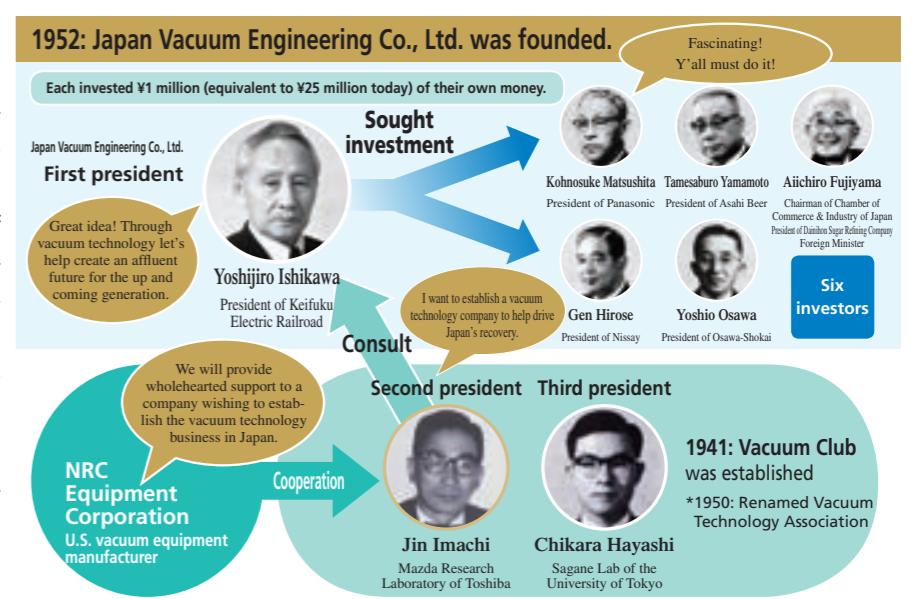 1952: Japan Vacuum Engineering Co., Ltd. was founded.
Fascinating!
Y'all must do it!
Each invested ¥1 million (equivalent to ¥25 million today) of their own money.
Sought
investment
Japan Vacuum Engineering Co., Ltd.
First president
Great idea! Through
vacuum technology let's
help create an affluent
future for the up and
coming generation.
Yoshijiro Ishikawa
President of Keifuku
Electric Railroad
Kohnosuke Matsushita
President of Panasonic
Tamesaburo Yamamoto
President of Asahi Beer
Aiichiro Fujiyama
Chairman of Chamber of
Commerce & Industry of Japan
President of Dainihon Sugar Refining Company
Foreign Minister
Gen Hirose
President of Nissay
Yoshio Osawa
President of Osawa-Shokai
Six
investors
I want to establish a vacuum
technology company to help drive
Japan's recovery.
Consult
We will provide
wholehearted support to a
company wishing to estab-
lish the vacuum technology
business in Japan.
NRC
Equipment
Corporation
U.S. vacuum equipment
manufacturer
Cooperation
Second president
Jin Imachi
Mazda Research
Laboratory of Toshiba
Third president
Chikara Hayashi
Sagane Lab of the
University of Tokyo
1941: Vacuum Club
was established
*1950: Renamed Vacuum
Technology Association